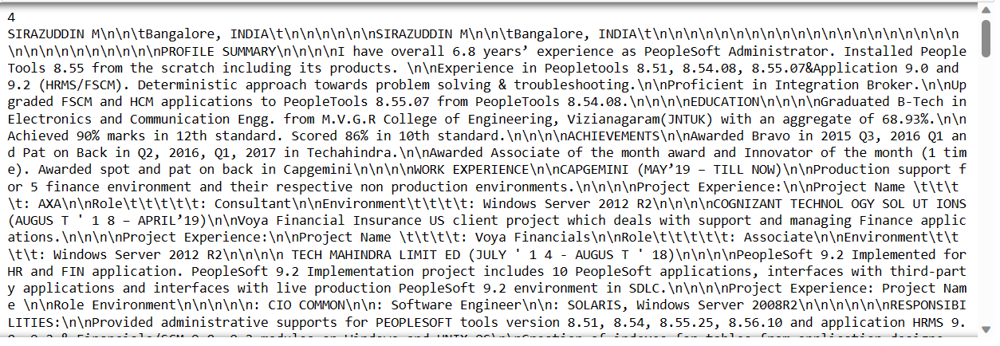 4
SIRAZUDDIN M\n\n\tBangalore, INDIA\t\n\n\n\n\n\nSIRAZUDDIN M\n\n\tBangalore, INDIA\t\n\n\n\n\n\n\n\n\n\n\n\n\n\n\n\n\n\n
\n\n\n\n\n\n\n\n\n\nPROFILE SUMMARY\n\n\n\nI have overall 6.8 years’ experience as PeopleSoft Administrator. Installed People
Tools 8.55 from the scratch including its products. \n\nExperience in Peopletools 8.51, 8.54.08, 8.55.07&Application 9.0 and
9.2 (HRMS/FSCM). Deterministic approach towards problem solving & troubleshooting.\n\nProficient in Integration Broker.\n\nUp
graded FSCM and HCM applications to PeopleTools 8.55.07 from PeopleTools 8.54.08.\n\n\n\nEDUCATION\n\n\n\nGraduated B-Tech in
Electronics and Communication Engg. from M.V.G.R College of Engineering, Vizianagaram(JNTUK) with an aggregate of 68.93%.\n\n
Achieved 90% marks in 12th standard. Scored 86% in 10th standard.\n\n\n\nACHIEVEMENTS\n\nAwarded Bravo in 2015 Q3, 2016 Q1 an
d Pat on Back in Q2, 2016, Q1, 2017 in Techahindra.\n\nAwarded Associate of the month award and Innovator of the month (1 tim
e). Awarded spot and pat on back in Capgemini\n\n\n\nWORK EXPERIENCE\n\nCAPGEMINI (MAY’19 – TILL NOW)\n\nProduction support f
or 5 finance environment and their respective non production environments.\n\n\n\nProject Experience:\n\nProject Name \t\t\t
\t: AXA\n\nRole\t\t\t\t\t: Consultant\n\nEnvironment\t\t\t\t: Windows Server 2012 R2\n\n\n\nCOGNIZANT TECHNOL OGY SOL UT IONS
(AUGUS T ' 1 8 – APRIL’19)\n\nVoya Financial Insurance US client project which deals with support and managing Finance applic
ations.\n\n\n\nProject Experience:\n\nProject Name \t\t\t\t: Voya Financials\n\nRole\t\t\t\t\t: Associate\n\nEnvironment\t\t
\t\t: Windows Server 2012 R2\n\n\n\n TECH MAHINDRA LIMIT ED (JULY ' 1 4 - AUGUS T ' 18)\n\n\n\nPeopleSoft 9.2 Implemented for
HR and FIN application. PeopleSoft 9.2 Implementation project includes 10 PeopleSoft applications, interfaces with third-part
y applications and interfaces with live production PeopleSoft 9.2 environment in SDLC.\n\n\n\nProject Experience: Project Nam
e \n\nRole Environment\n\n\n\n\n: CIO COMMON\n\n: Software Engineer\n\n: SOLARIS, Windows Server 2008R2\n\n\n\n\n\nRESPONSIBI
LITIES:\n\nProvided administrative supports for PEOPLESOFT tools version 8.51, 8.54, 8.55.25, 8.56.10 and application HRMS 9.